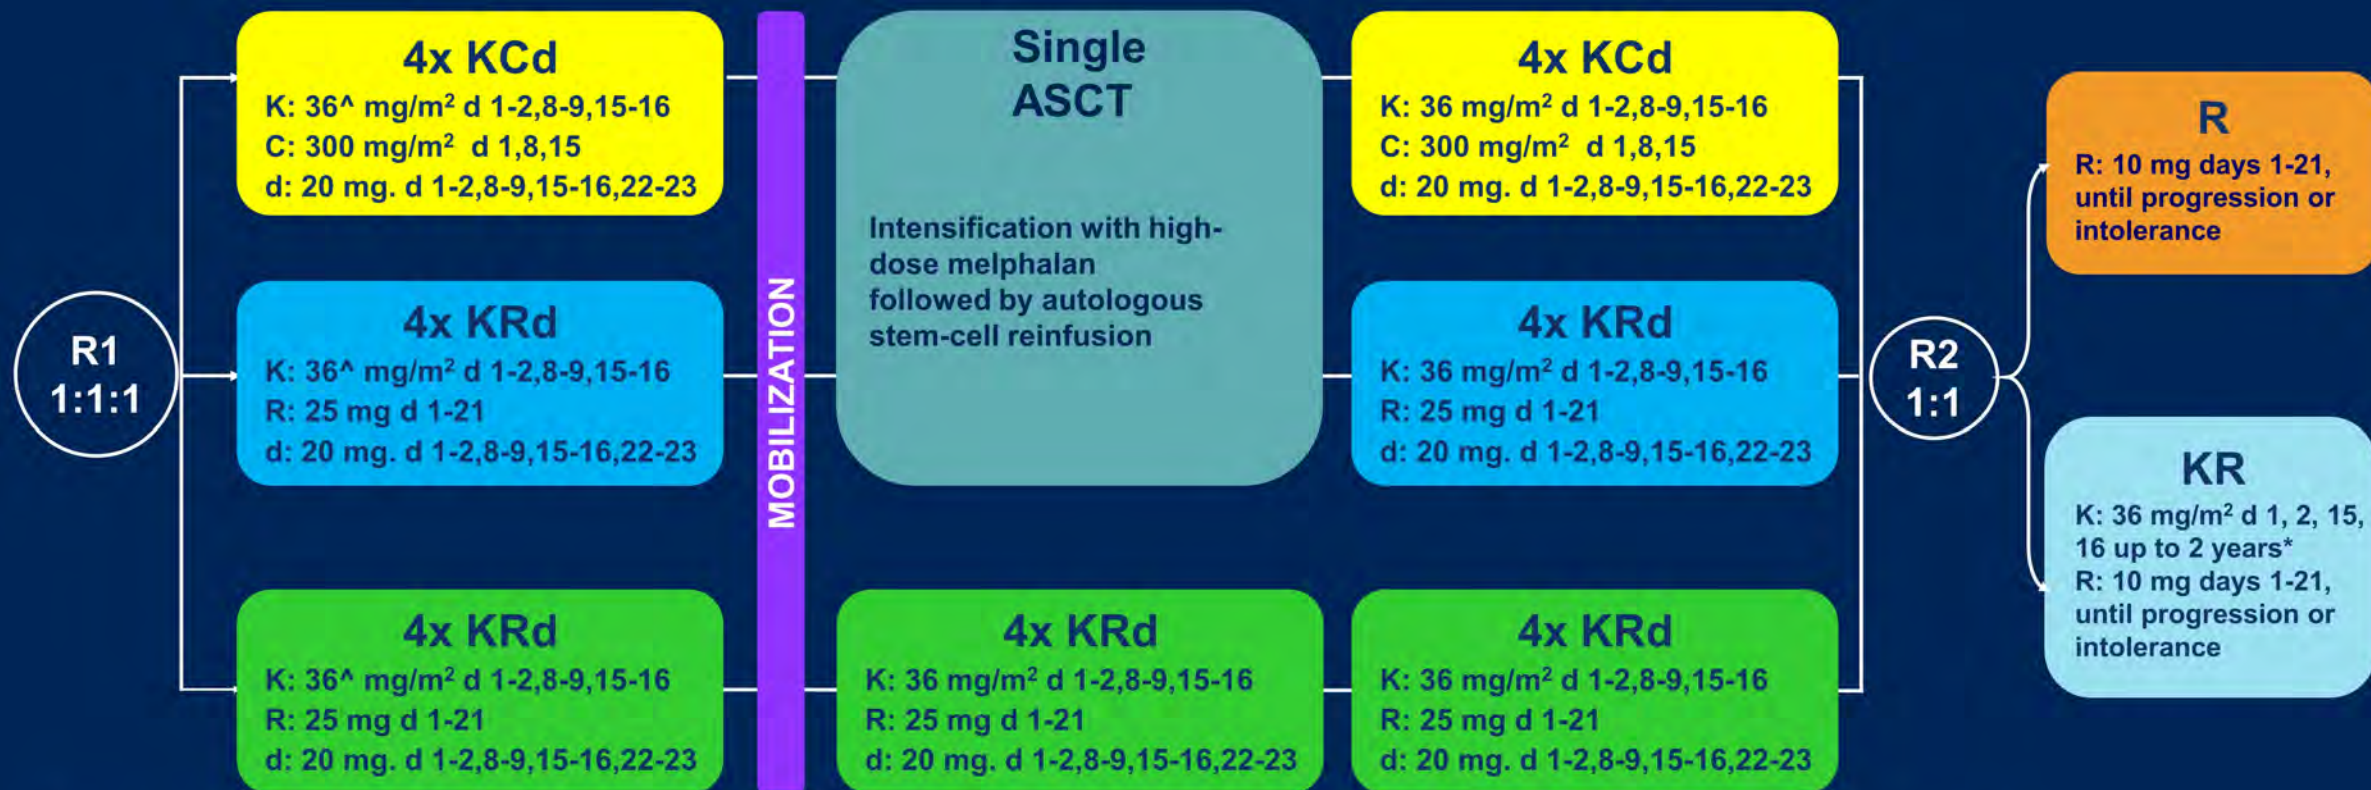 R1
1:1:1
4x KCd
K: 36^ mg/m² d 1-2,8-9,15-16
C: 300 mg/m² d 1,8,15
d: 20 mg. d 1-2,8-9,15-16,22-23
4x KRd
K: 36^ mg/m² d 1-2,8-9,15-16
R: 25 mg d 1-21
d: 20 mg. d 1-2,8-9,15-16,22-23
4x KRd
K: 36^ mg/m² d 1-2,8-9,15-16
R: 25 mg d 1-21
d: 20 mg. d 1-2,8-9,15-16,22-23
MOBILIZATION
Single
ASCT
Intensification with high-
dose melphalan
followed by autologous
stem-cell reinfusion
4x KRd
K: 36 mg/m² d 1-2,8-9,15-16
R: 25 mg d 1-21
d: 20 mg. d 1-2,8-9,15-16,22-23
4x KCd
K: 36 mg/m² d 1-2,8-9,15-16
C: 300 mg/m² d 1,8,15
d: 20 mg. d 1-2,8-9,15-16,22-23
4x KRd
K: 36 mg/m² d 1-2,8-9,15-16
R: 25 mg d 1-21
d: 20 mg. d 1-2,8-9,15-16,22-23
4x KRd
K: 36 mg/m² d 1-2,8-9,15-16
R: 25 mg d 1-21
d: 20 mg. d 1-2,8-9,15-16,22-23
R2
1:1
R
R: 10 mg days 1-21,
until progression or
intolerance
KR
K: 36 mg/m² d 1, 2, 15,
16 up to 2 years*
R: 10 mg days 1-21,
until progression or
intolerance